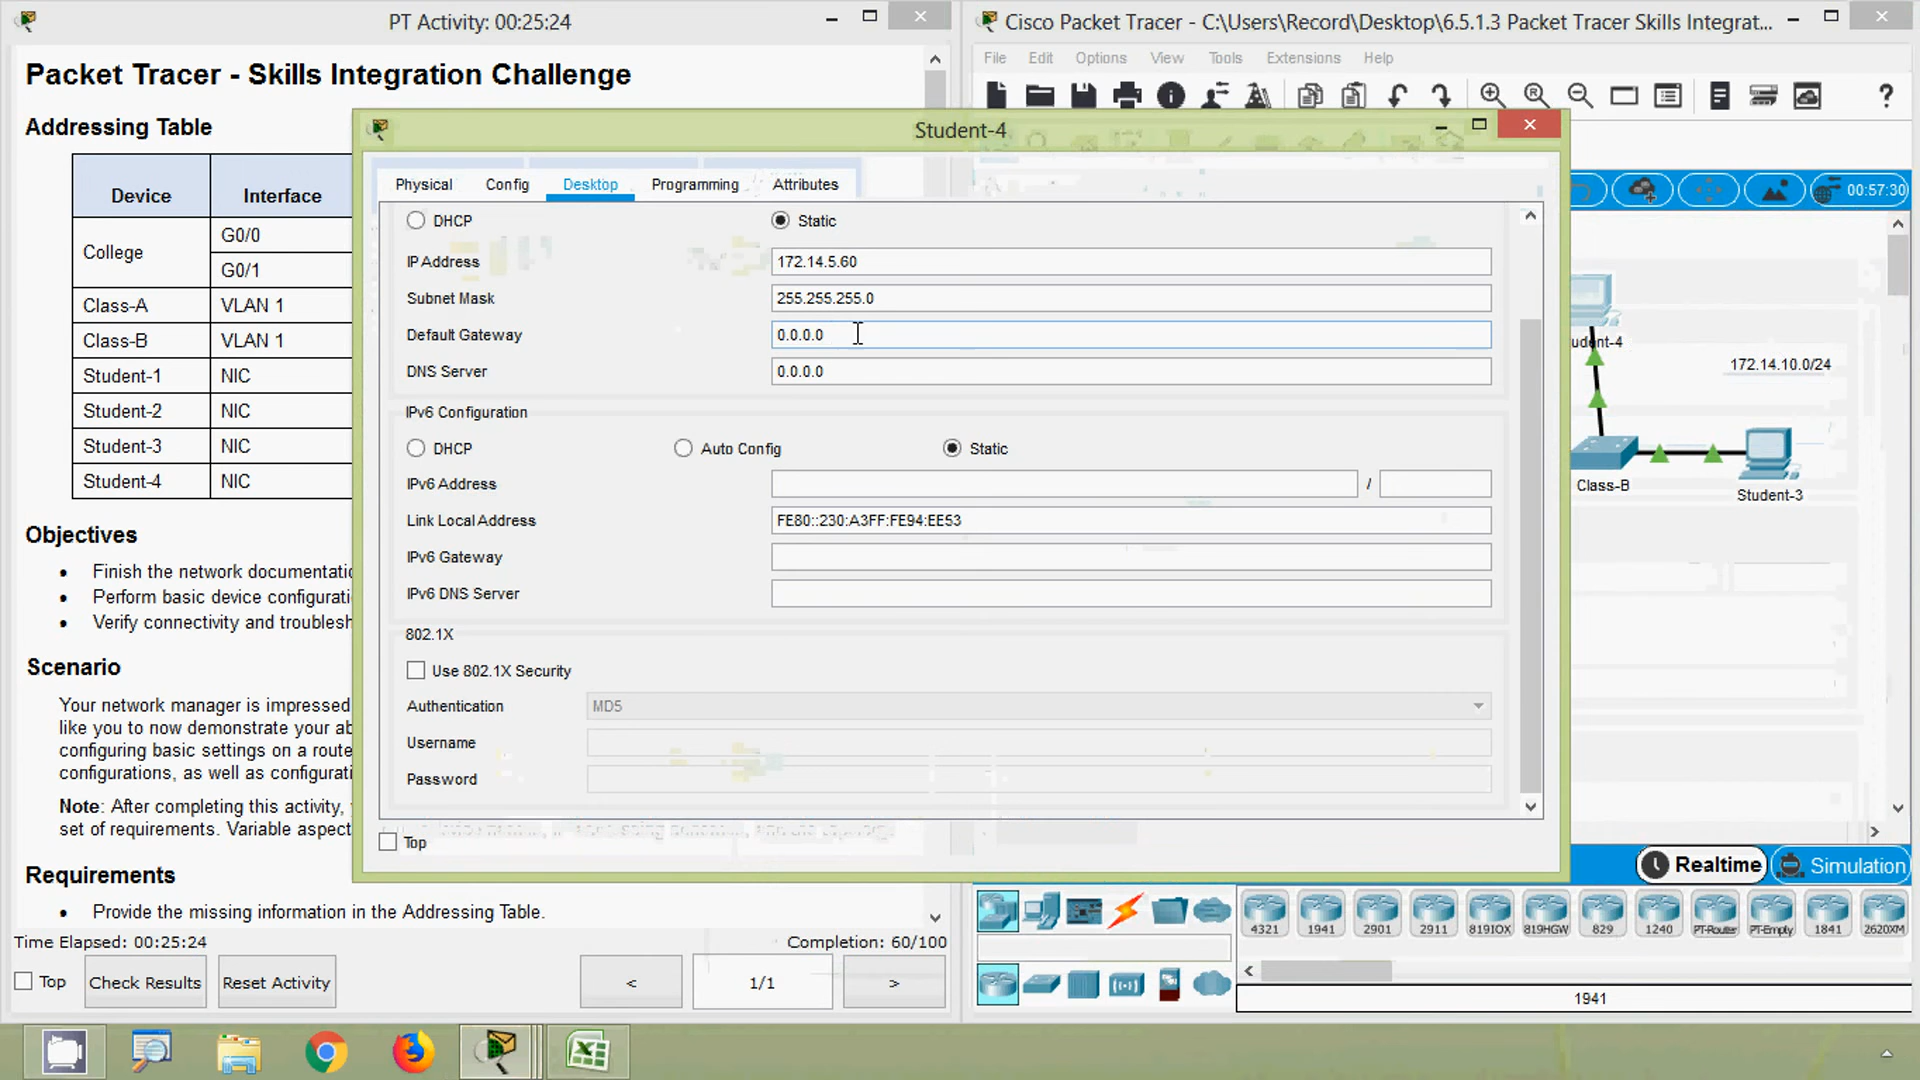 PT Activity: 00:25:24
Packet Tracer - Skills Integration Challenge
Addressing Table
Device
Interface
College
G0/0
G0/1
Class-A
VLAN 1
Class-B
VLAN 1
Student-1
NIC
Student-2
NIC
Student-3
NIC
Student-4
NIC
Objectives
Finish the network documentatio
Perform basic device configurati
Verify connectivity and troublesh
Scenario
Your network manager is impressed
like you to now demonstrate your ab
configuring basic settings on a route
configurations, as well as configurati
Note: After completing this activity,
set of requirements. Variable aspect
Requirements
Provide the missing information in the Addressing Table.
Time Elapsed: 00:25:24
Completion: 60/100
Top
Check Results
Reset Activity
<
1/1
>
Student-4
Physical
Config
Desktop
Programming
Attributes
DHCP
Static
IP Address
172.14.5.60
Subnet Mask
255.255.255.0
Default Gateway
0.0.0.0
DNS Server
0.0.0.0
IPv6 Configuration
DHCP
Auto Config
Static
IPv6 Address
/
Link Local Address
FE80::230:A3FF:FE94:EE53
IPv6 Gateway
IPv6 DNS Server
802.1X
Use 802.1X Security
Authentication
MD5
Username
Password
Top
Cisco Packet Tracer - C:\Users\Record\Desktop\6.5.1.3 Packet Tracer Skills Integrat...
File
Edit
Options
View
Tools
Extensions
Help
?
00:57:30
udent-4
172.14.10.0/24
Class-B
Student-3
Realtime
Simulation
4321
1941
2901
2911
819IOX
819HGW
829
1240
PT-Router
PT-Empty
1841
2620XM
1941